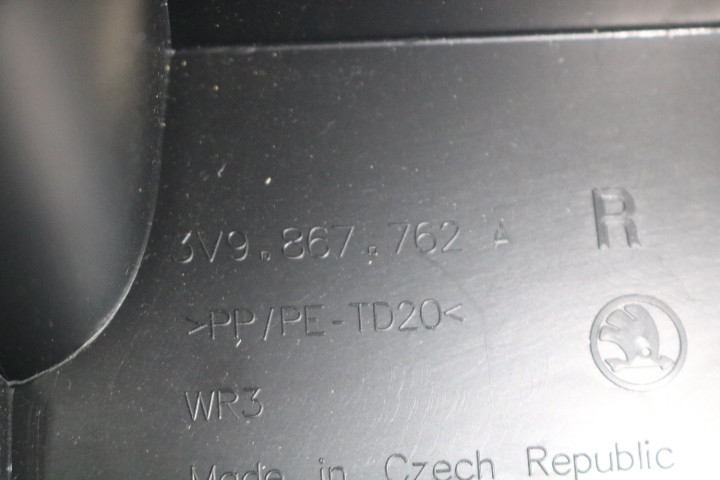 3V9.867.762 A R
>PP/PE-TD20<
WR3
Made in Czech Republic